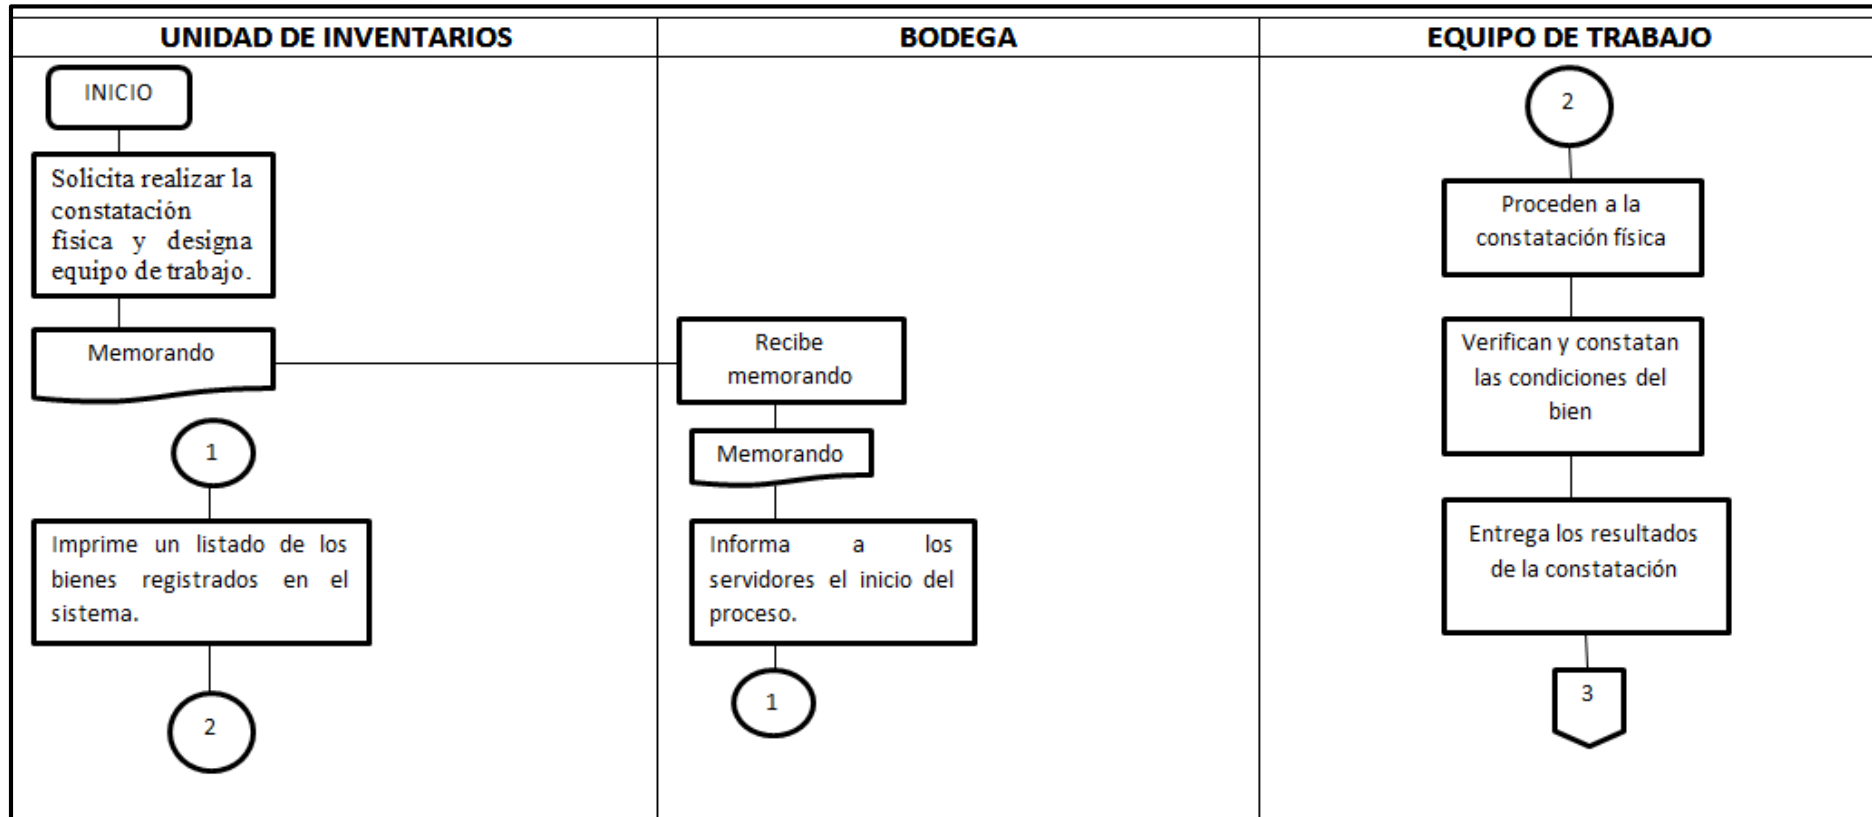 UNIDAD DE INVENTARIOS
BODEGA
EQUIPO DE TRABAJO
INICIO
Solicita realizar la
constatación
física y designa
equipo de trabajo.
Memorando
1
Imprime un listado de los
bienes registrados en el
sistema.
2
Recibe
memorando
Memorando
Informa a los
servidores el inicio del
proceso.
1
2
Proceden a la
constatación física
Verifican y constatan
las condiciones del
bien
Entrega los resultados
de la constatación
3